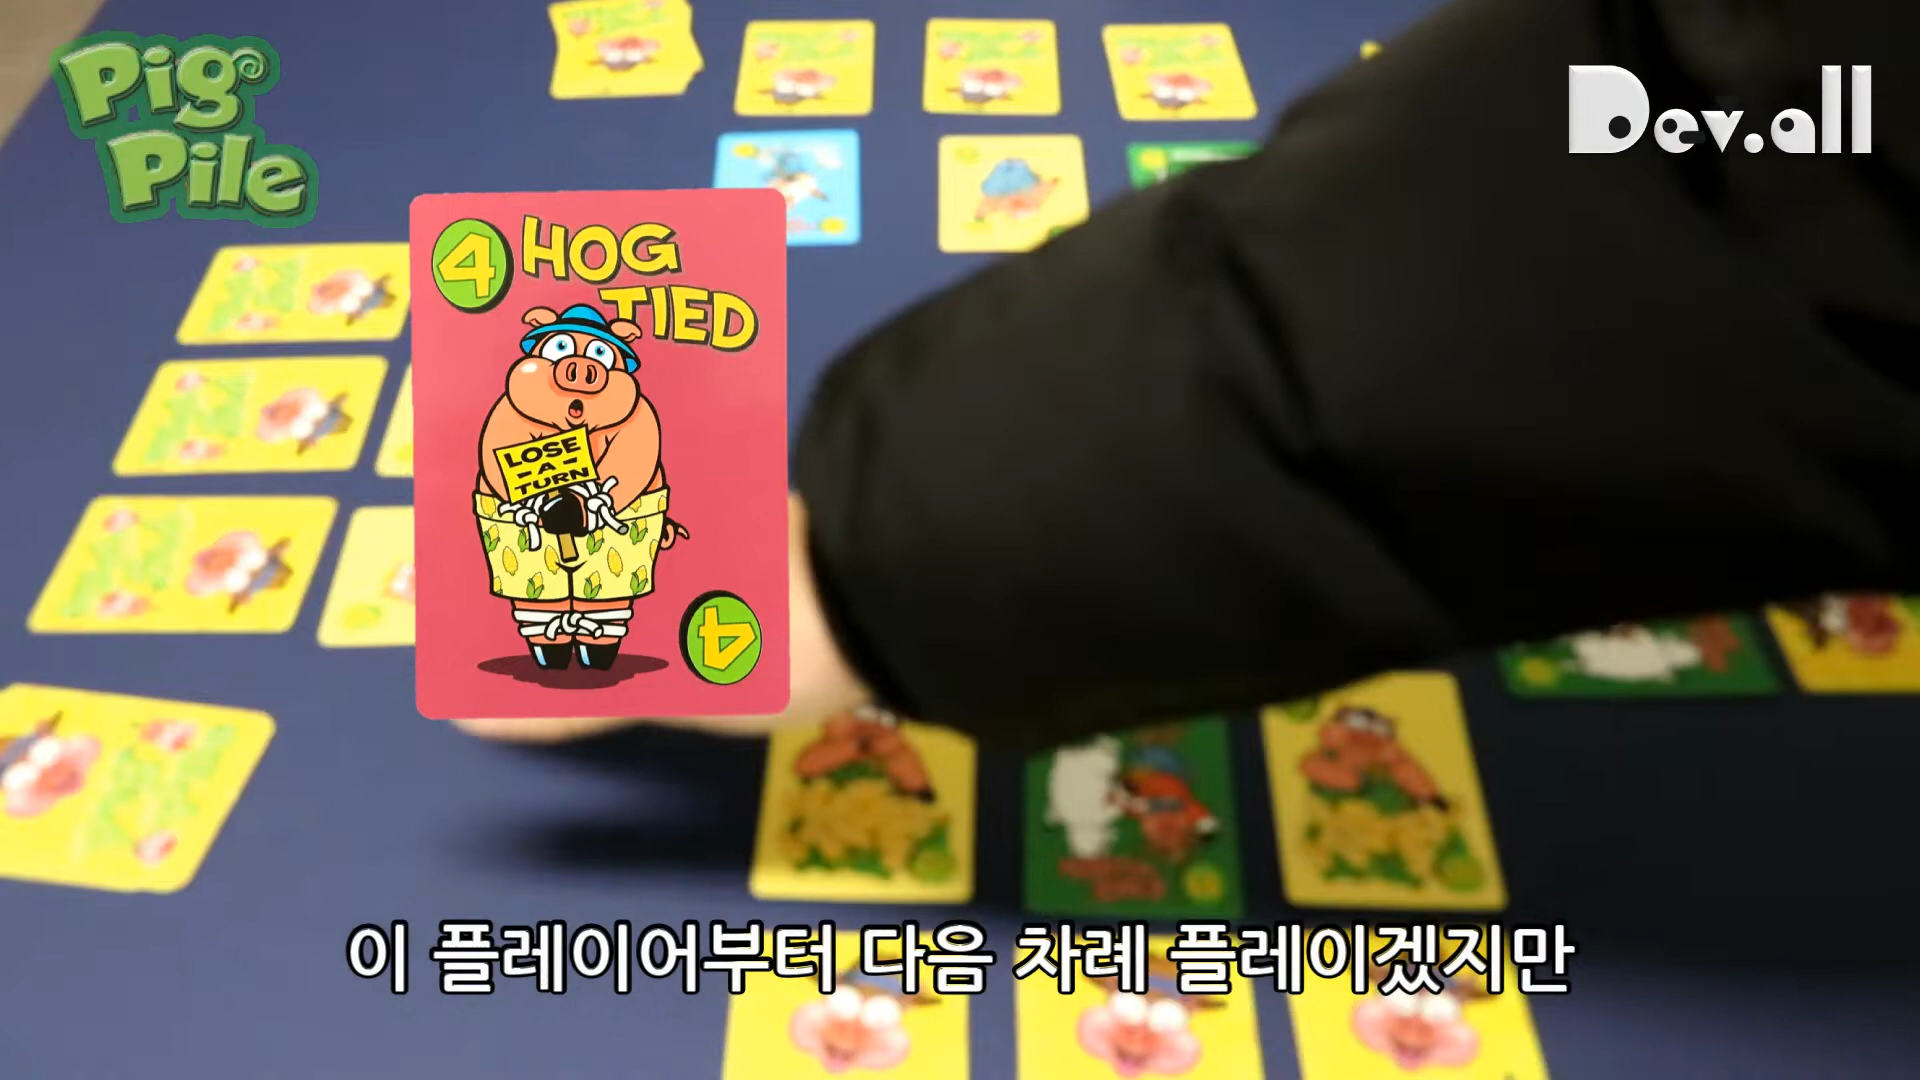 Pig
Pile
Dev.all
4
HOG
TIED
LOSE
-A-
TURN
4
이 플레이어부터 다음 차례 플레이겠지만